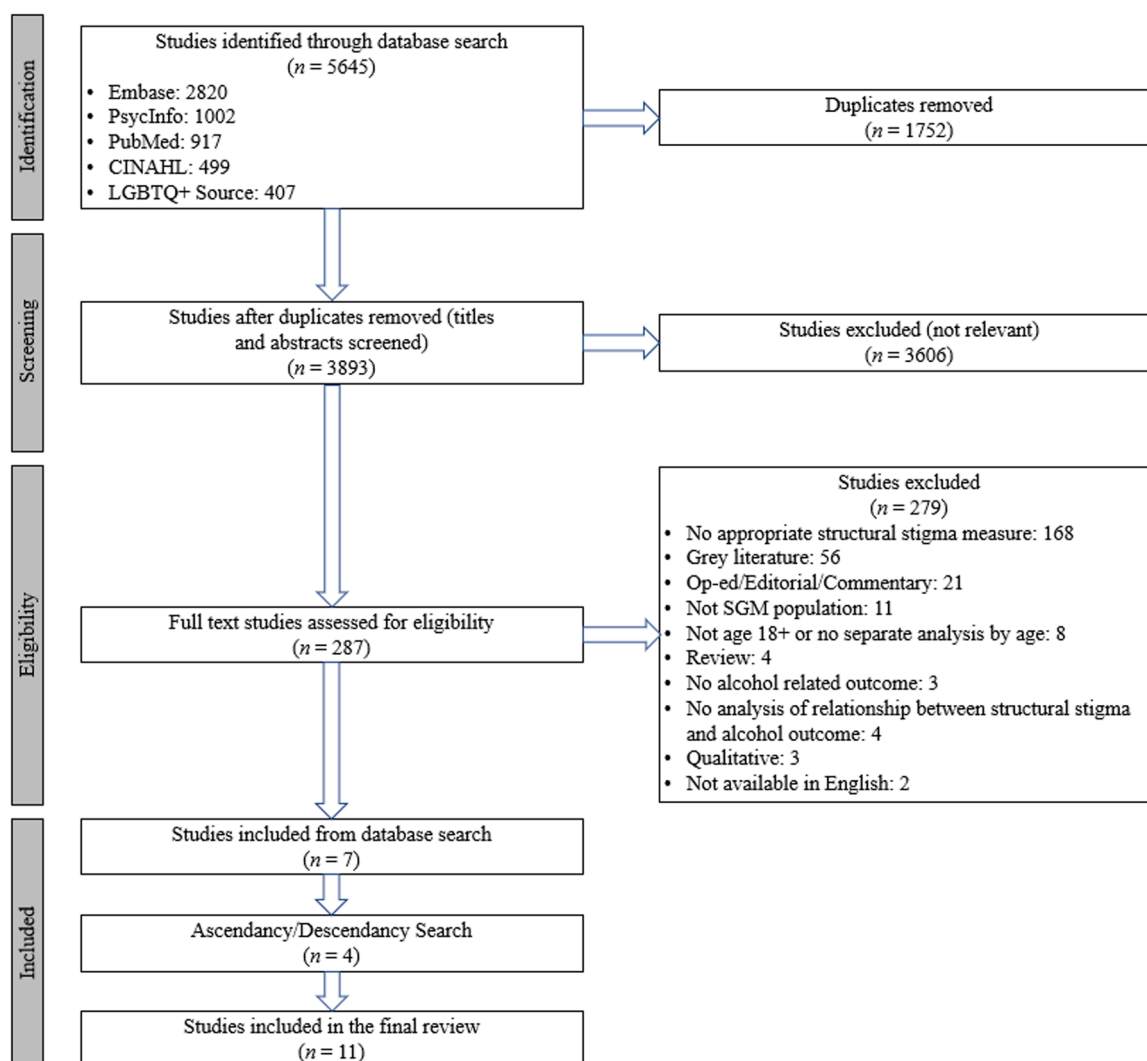 Identification
Studies identified through database search
(n = 5645)
• Embase: 2820
• PsycInfo: 1002
• PubMed: 917
• CINAHL: 499
• LGBTQ+ Source: 407
Duplicates removed
(n = 1752)
Screening
Studies after duplicates removed (titles
and abstracts screened)
(n = 3893)
Studies excluded (not relevant)
(n = 3606)
Eligibility
Full text studies assessed for eligibility
(n = 287)
Studies excluded
(n = 279)
• No appropriate structural stigma measure: 168
• Grey literature: 56
• Op-ed/Editorial/Commentary: 21
• Not SGM population: 11
• Not age 18+ or no separate analysis by age: 8
• Review: 4
• No alcohol related outcome: 3
• No analysis of relationship between structural stigma
and alcohol outcome: 4
• Qualitative: 3
• Not available in English: 2
Included
Studies included from database search
(n = 7)
Ascendancy/Descendancy Search
(n = 4)
Studies included in the final review
(n = 11)